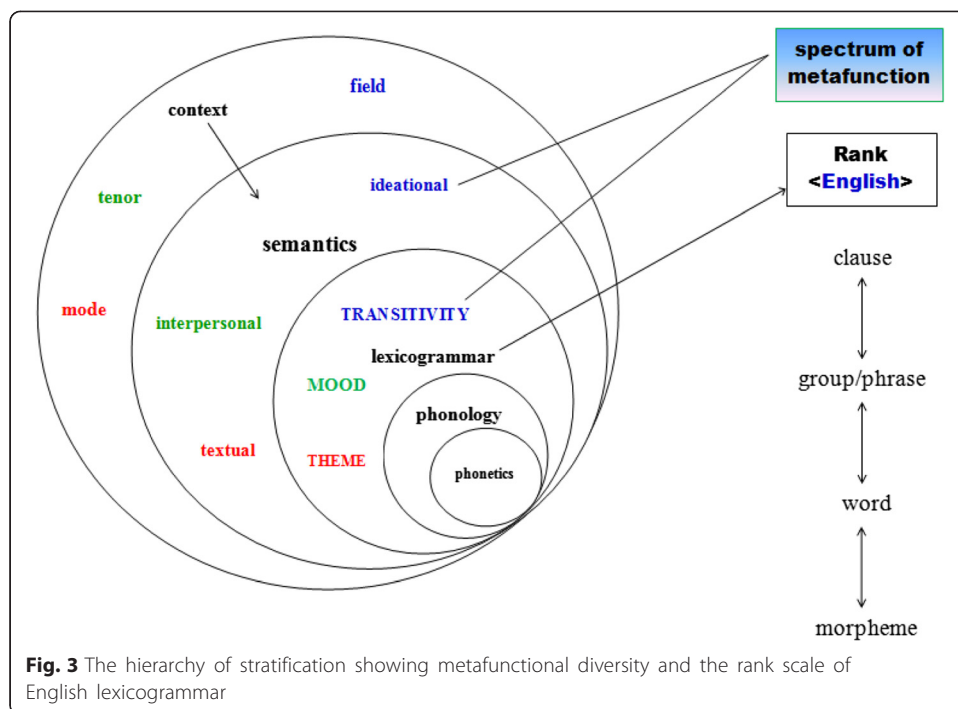 spectrum of
metafunction
field
context
Rank
<English>
ideational
tenor
semantics
clause
mode
TRANSITIVITY
interpersonal
lexicogrammar
MOOD
group/phrase
phonology
textual
THEME
phonetics
word
morpheme
Fig. 3 The hierarchy of stratification showing metafunctional diversity and the rank scale of
English lexicogrammar